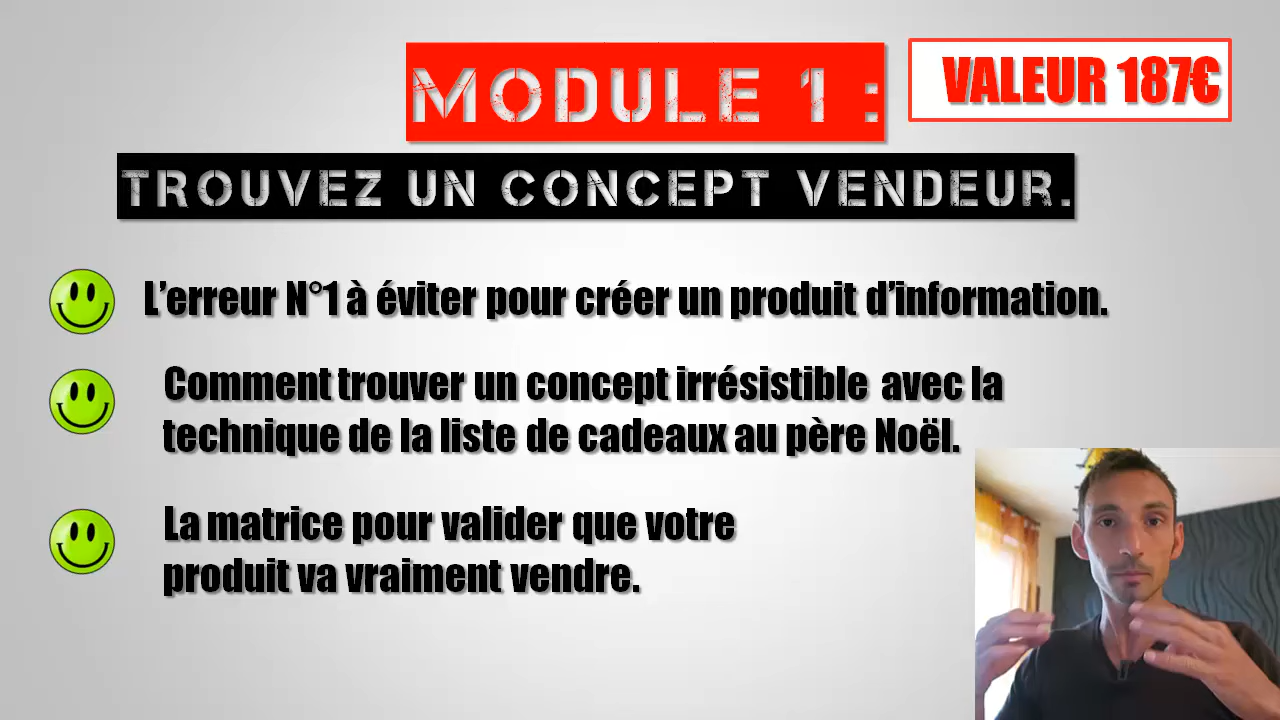 MODULE 1 :
VALEUR 187€
TROUVEZ UN CONCEPT VENDEUR.
L'erreur N°1 à éviter pour créer un produit d'information.
Comment trouver un concept irrésistible avec la
technique de la liste de cadeaux au père Noël.
La matrice pour valider que votre
produit va vraiment vendre.